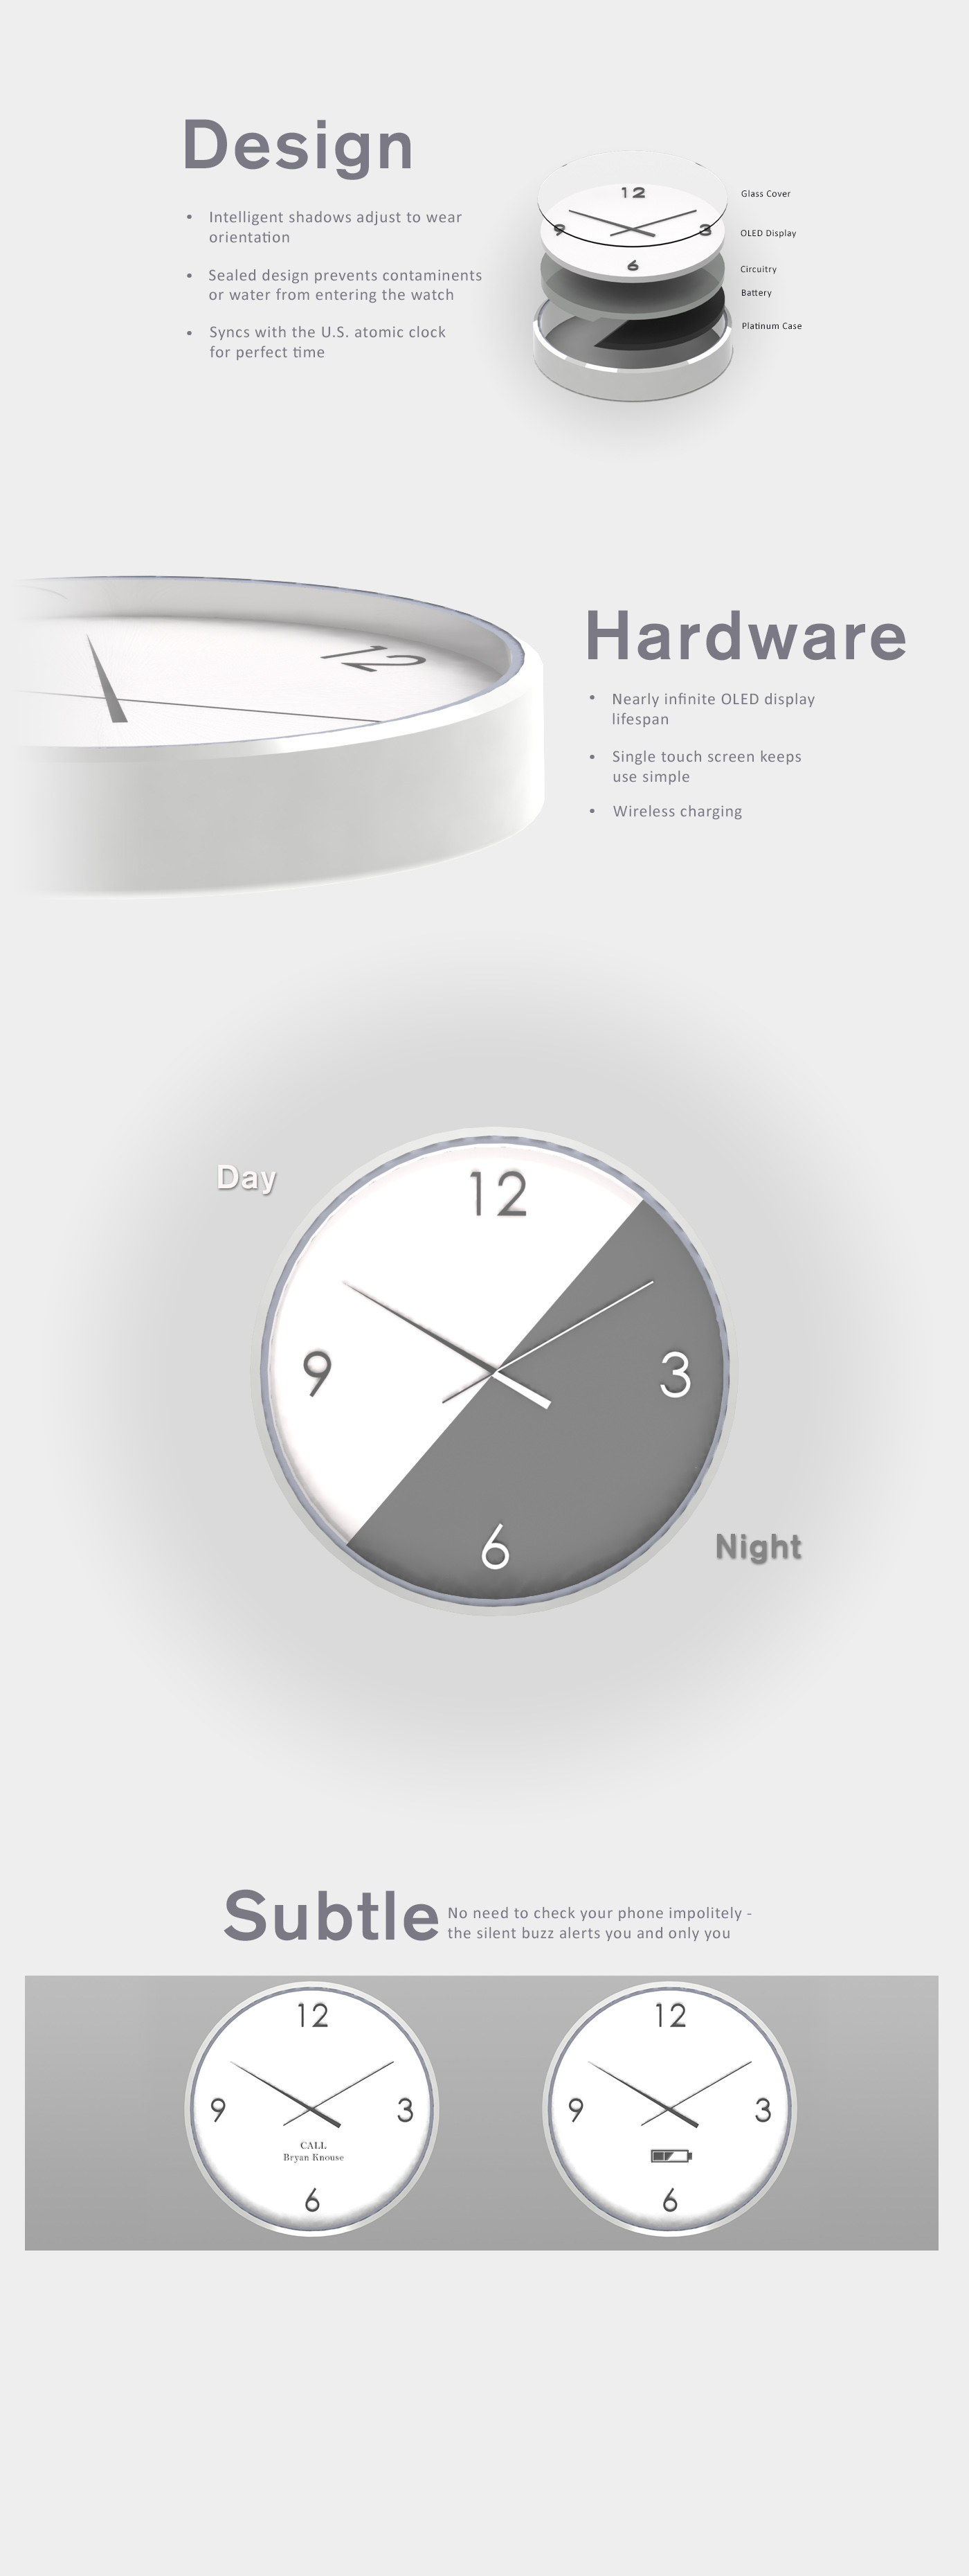 Design
• Intelligent shadows adjust to wear
orientation
• Sealed design prevents contaminents
or water from entering the watch
• Syncs with the U.S. atomic clock
for perfect time
12
9
3
6
Glass Cover
OLED Display
Circuitry
Battery
Platinum Case
12
Hardware
• Nearly infinite OLED display
lifespan
• Single touch screen keeps
use simple
• Wireless charging
Day
12
9
3
6
Night
Subtle
No need to check your phone impolitely -
the silent buzz alerts you and only you
12
9
3
CALL
Bryan Knouse
6
12
9
3
6